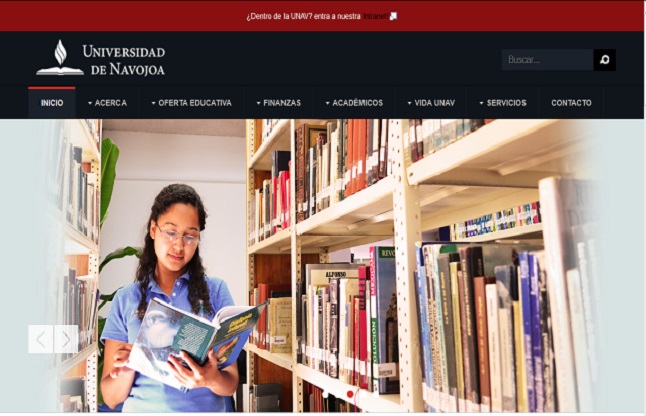 ¿Dentro de la UNAV? entra a nuestra Intranet
UNIVERSIDAD
DE NAVOJOA
Buscar...
INICIO
ACERCA
OFERTA EDUCATIVA
FINANZAS
ACADÉMICOS
VIDA UNAV
SERVICIOS
CONTACTO
ALFONSO